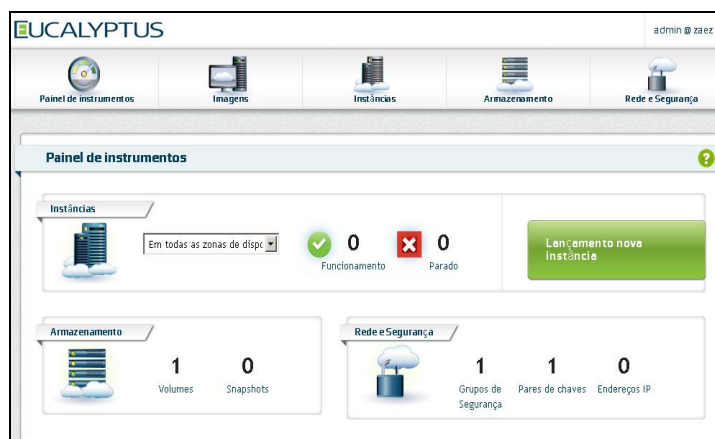 EUCALYPTUS
admin @ zaez
Painel de instrumentos
Imagens
Instâncias
Armazenamento
Rede e Segurança
Painel de instrumentos
?
Instâncias
Em todas as zonas de dispc
0
Funcionamento
0
Parado
Lançamento nova
instância
Armazenamento
1
Volumes
0
Snapshots
Rede e Segurança
1
Grupos de
Segurança
1
Pares de chaves
0
Endereços IP